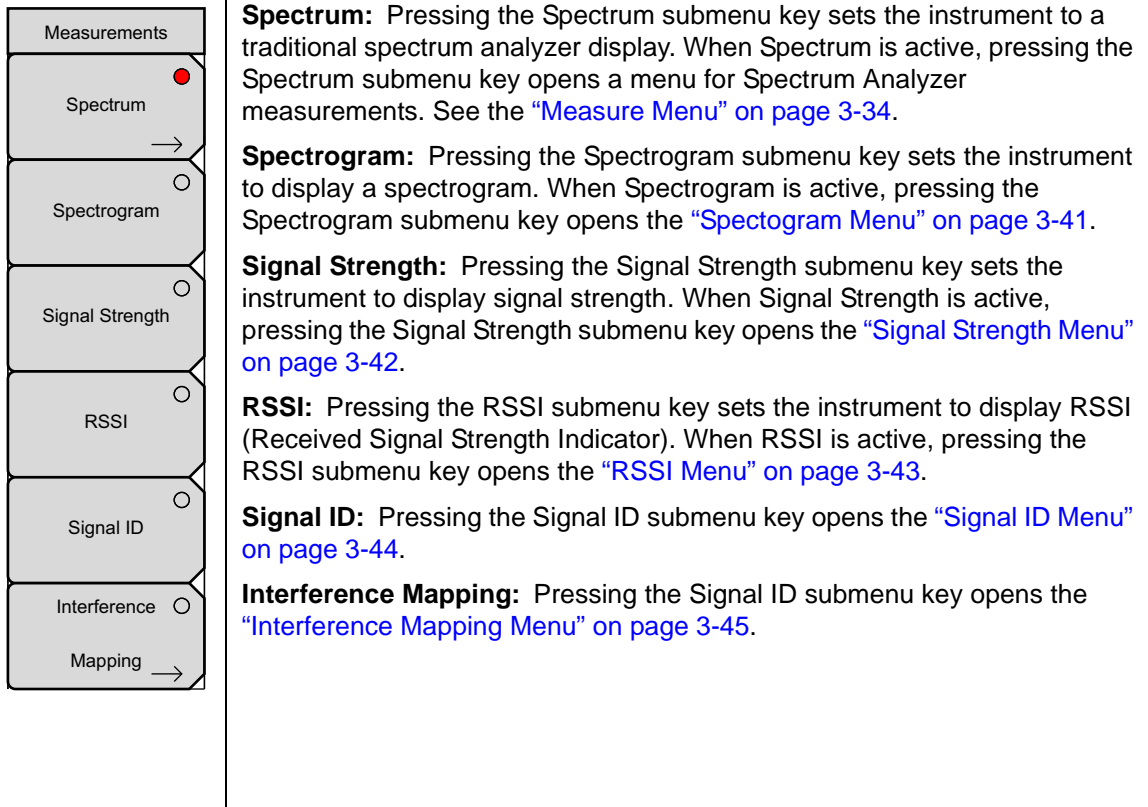 Measurements
Spectrum
Spectrogram
Signal Strength
RSSI
Signal ID
Interference
Mapping
Spectrum: Pressing the Spectrum submenu key sets the instrument to a
traditional spectrum analyzer display. When Spectrum is active, pressing the
Spectrum submenu key opens a menu for Spectrum Analyzer
measurements. See the “Measure Menu” on page 3-34.
Spectrogram: Pressing the Spectrogram submenu key sets the instrument
to display a spectrogram. When Spectrogram is active, pressing the
Spectrogram submenu key opens the “Spectogram Menu” on page 3-41.
Signal Strength: Pressing the Signal Strength submenu key sets the
instrument to display signal strength. When Signal Strength is active,
pressing the Signal Strength submenu key opens the “Signal Strength Menu”
on page 3-42.
RSSI: Pressing the RSSI submenu key sets the instrument to display RSSI
(Received Signal Strength Indicator). When RSSI is active, pressing the
RSSI submenu key opens the “RSSI Menu” on page 3-43.
Signal ID: Pressing the Signal ID submenu key opens the “Signal ID Menu”
on page 3-44.
Interference Mapping: Pressing the Signal ID submenu key opens the
“Interference Mapping Menu” on page 3-45.